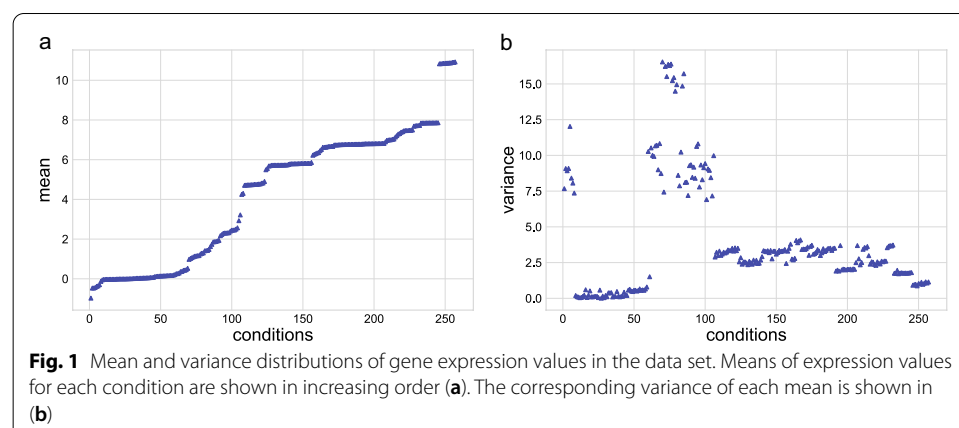 a
10
8
6
4
2
0
mean
0 50 100 150 200 250
conditions
b
15.0
12.5
10.0
7.5
5.0
2.5
0.0
variance
0 50 100 150 200 250
conditions
Fig. 1 Mean and variance distributions of gene expression values in the data set. Means of expression values
for each condition are shown in increasing order (a). The corresponding variance of each mean is shown in
(b)